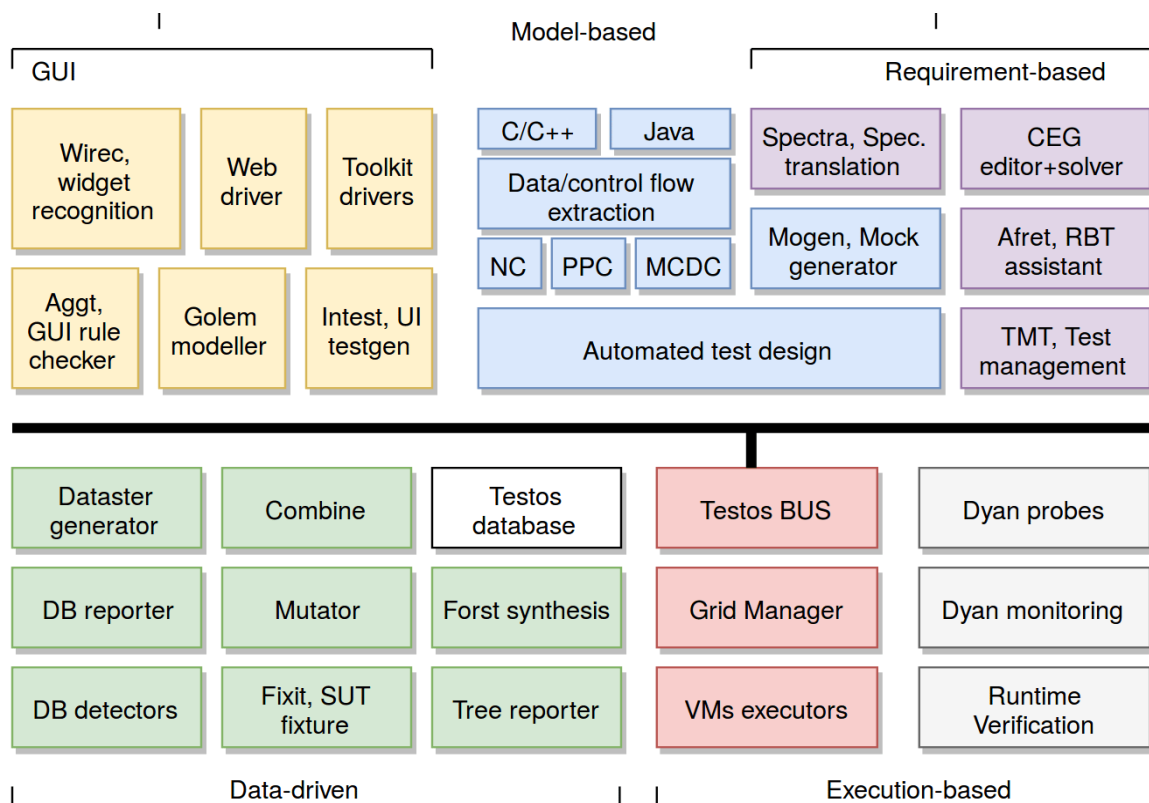 Model-based
GUI
Requirement-based
Wirec,
widget
recognition
Web
driver
Toolkit
drivers
C/C++
Java
Spectra, Spec.
translation
CEG
editor+solver
Data/control flow
extraction
NC
PPC
MCDC
Mogen, Mock
generator
Afret, RBT
assistant
Aggt,
GUI rule
checker
Golem
modeller
Intest, UI
testgen
Automated test design
TMT, Test
management
Dataster
generator
Combine
Testos
database
Testos BUS
Dyan probes
DB reporter
Mutator
Forst synthesis
Grid Manager
Dyan monitoring
DB detectors
Fixit, SUT
fixture
Tree reporter
VMs executors
Runtime
Verification
Data-driven
Execution-based